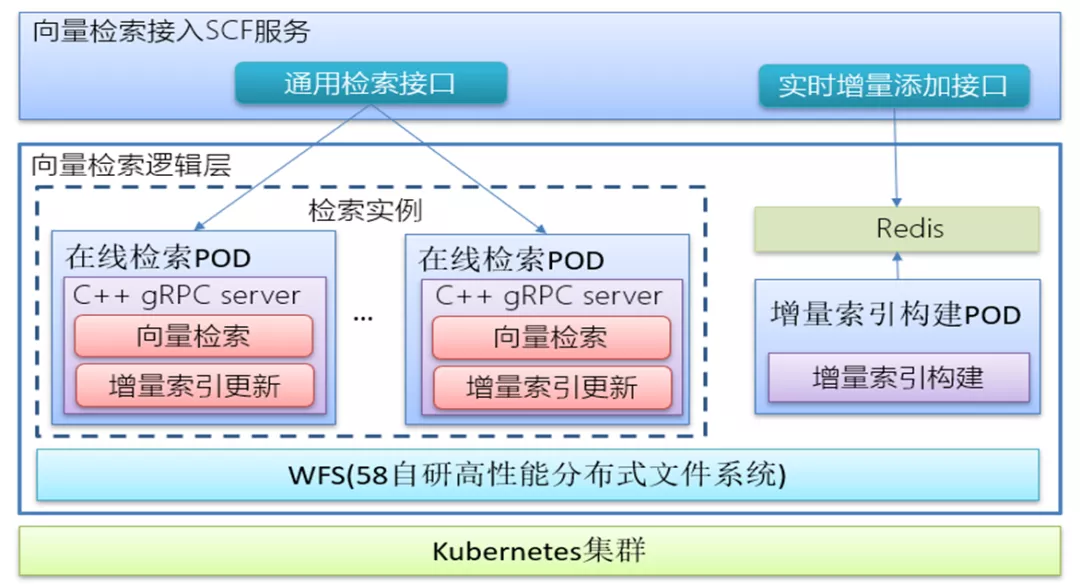 向量检索接入SCF服务
通用检索接口
实时增量添加接口
向量检索逻辑层
检索实例
在线检索POD
C++ gRPC server
向量检索
增量索引更新
...
在线检索POD
C++ gRPC server
向量检索
增量索引更新
Redis
增量索引构建POD
增量索引构建
WFS(58自研高性能分布式文件系统)
Kubernetes集群